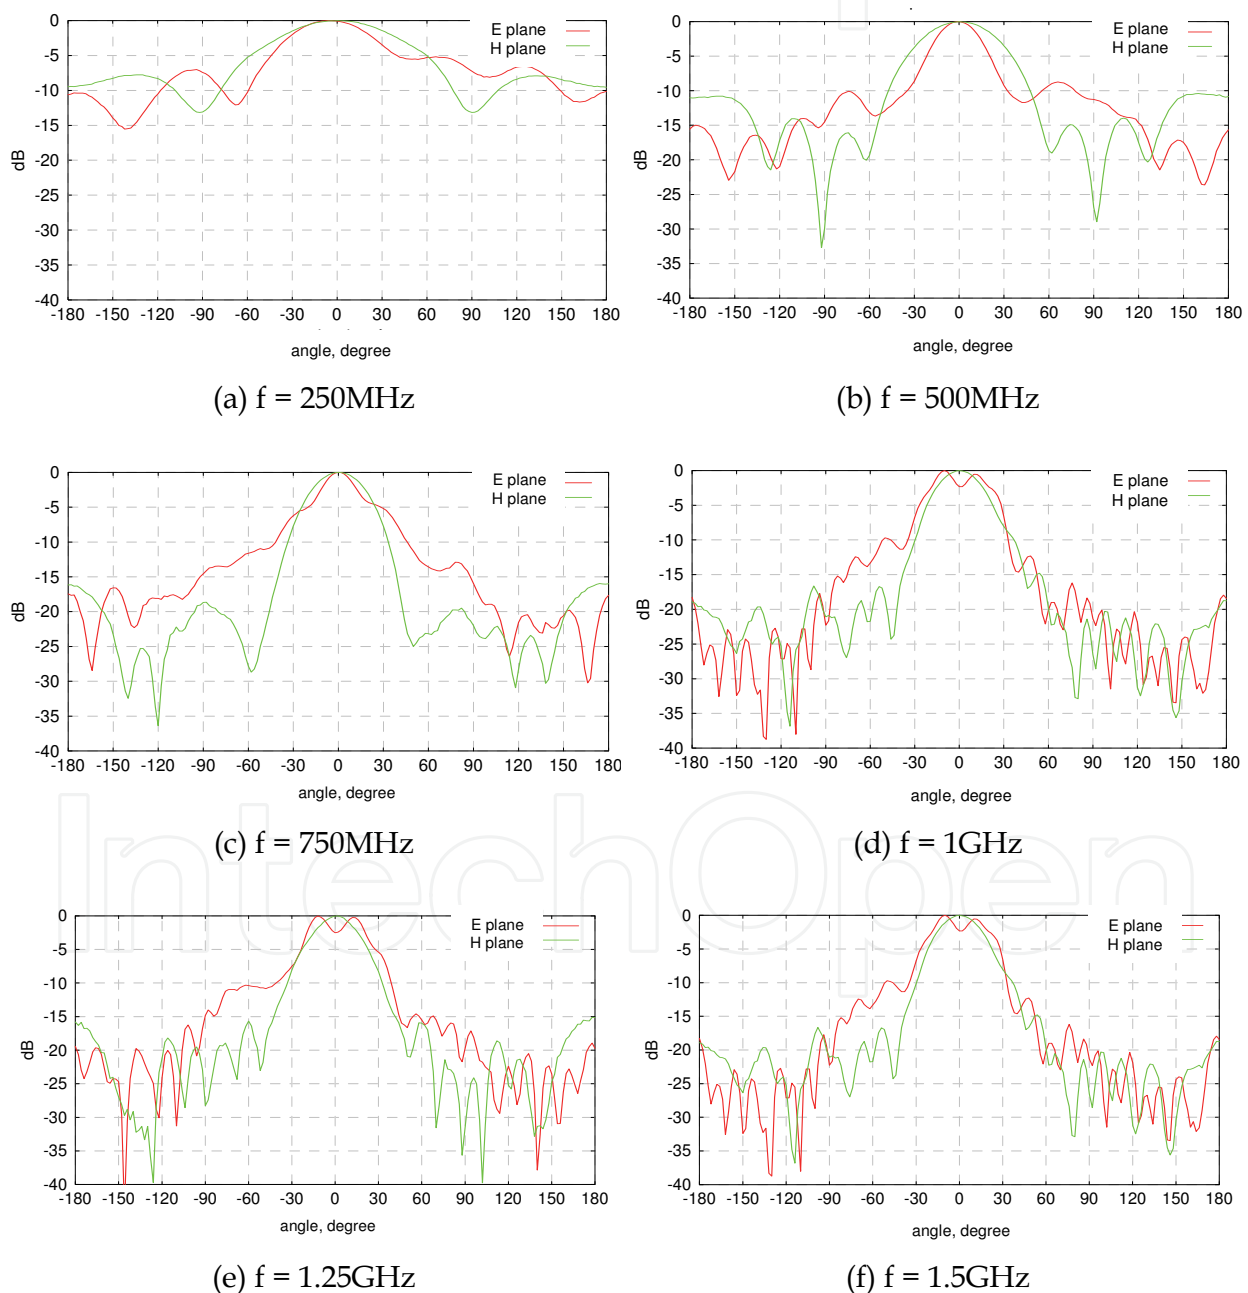 0
-5
-10
-15
-20
-25
-30
-35
-40
dB
E plane
H plane
-180 -150 -120 -90 -60 -30 0 30 60 90 120 150 180
angle, degree
(a) f = 250MHz
0
-5
-10
-15
-20
-25
-30
-35
-40
dB
E plane
H plane
-180 -150 -120 -90 -60 -30 0 30 60 90 120 150 180
angle, degree
(b) f = 500MHz
0
-5
-10
-15
-20
-25
-30
-35
-40
dB
E plane
H plane
-180 -150 -120 -90 -60 -30 0 30 60 90 120 150 180
angle, degree
(c) f = 750MHz
0
-5
-10
-15
-20
-25
-30
-35
-40
dB
E plane
H plane
-180 -150 -120 -90 -60 -30 0 30 60 90 120 150 180
angle, degree
(d) f = 1GHz
IntechOpen
0
-5
-10
-15
-20
-25
-30
-35
-40
dB
E plane
H plane
-180 -150 -120 -90 -60 -30 0 30 60 90 120 150 180
angle, degree
(e) f = 1.25GHz
0
-5
-10
-15
-20
-25
-30
-35
-40
dB
E plane
H plane
-180 -150 -120 -90 -60 -30 0 30 60 90 120 150 180
angle, degree
(f) f = 1.5GHz